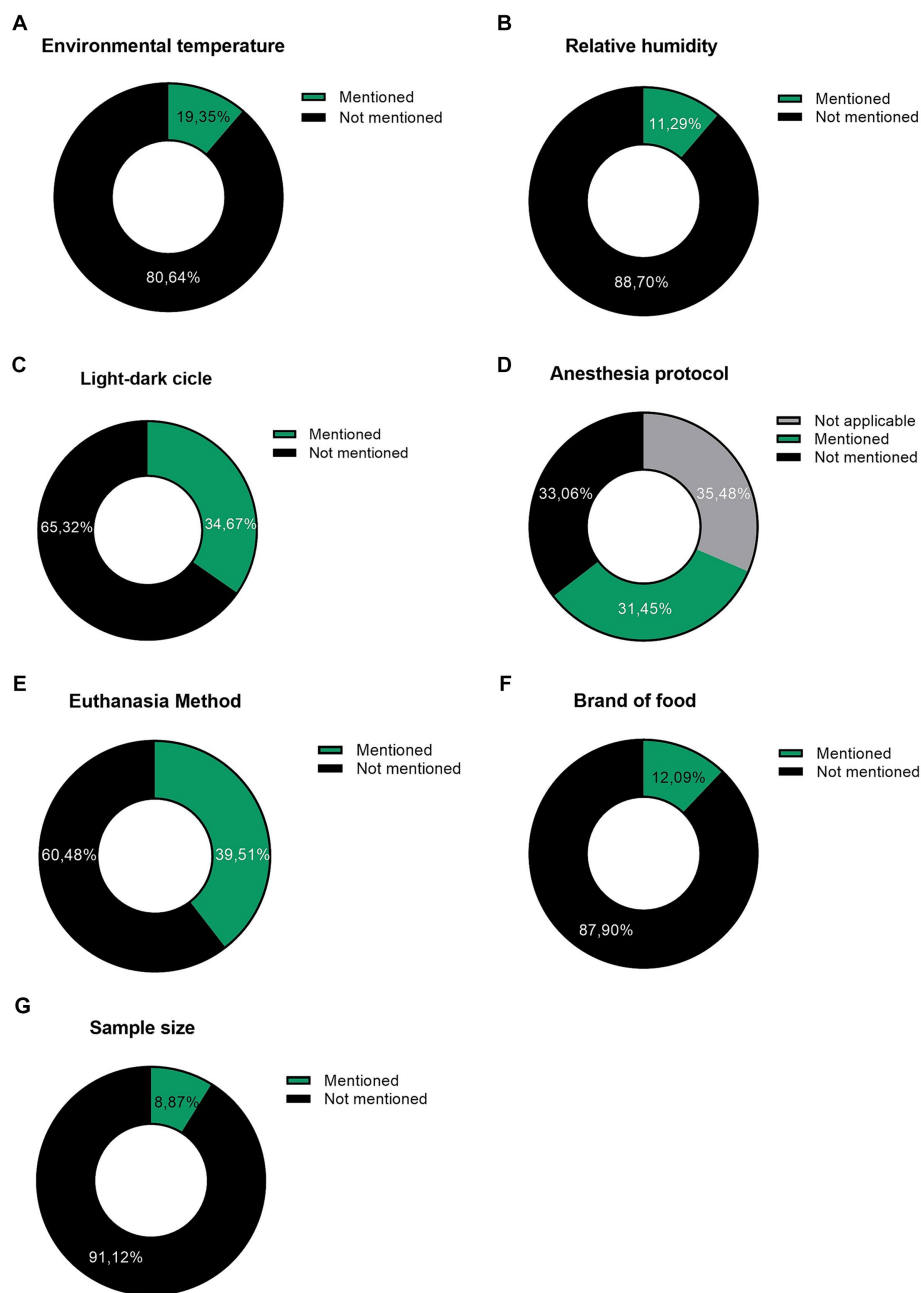 A
Environmental temperature
Mentioned
Not mentioned
19,35%
80,64%
B
Relative humidity
Mentioned
Not mentioned
11,29%
88,70%
C
Light-dark cicle
Mentioned
Not mentioned
65,32%
34,67%
D
Anesthesia protocol
Not applicable
Mentioned
Not mentioned
33,06%
35,48%
31,45%
E
Euthanasia Method
Mentioned
Not mentioned
60,48%
39,51%
F
Brand of food
Mentioned
Not mentioned
12,09%
87,90%
G
Sample size
Mentioned
Not mentioned
8,87%
91,12%